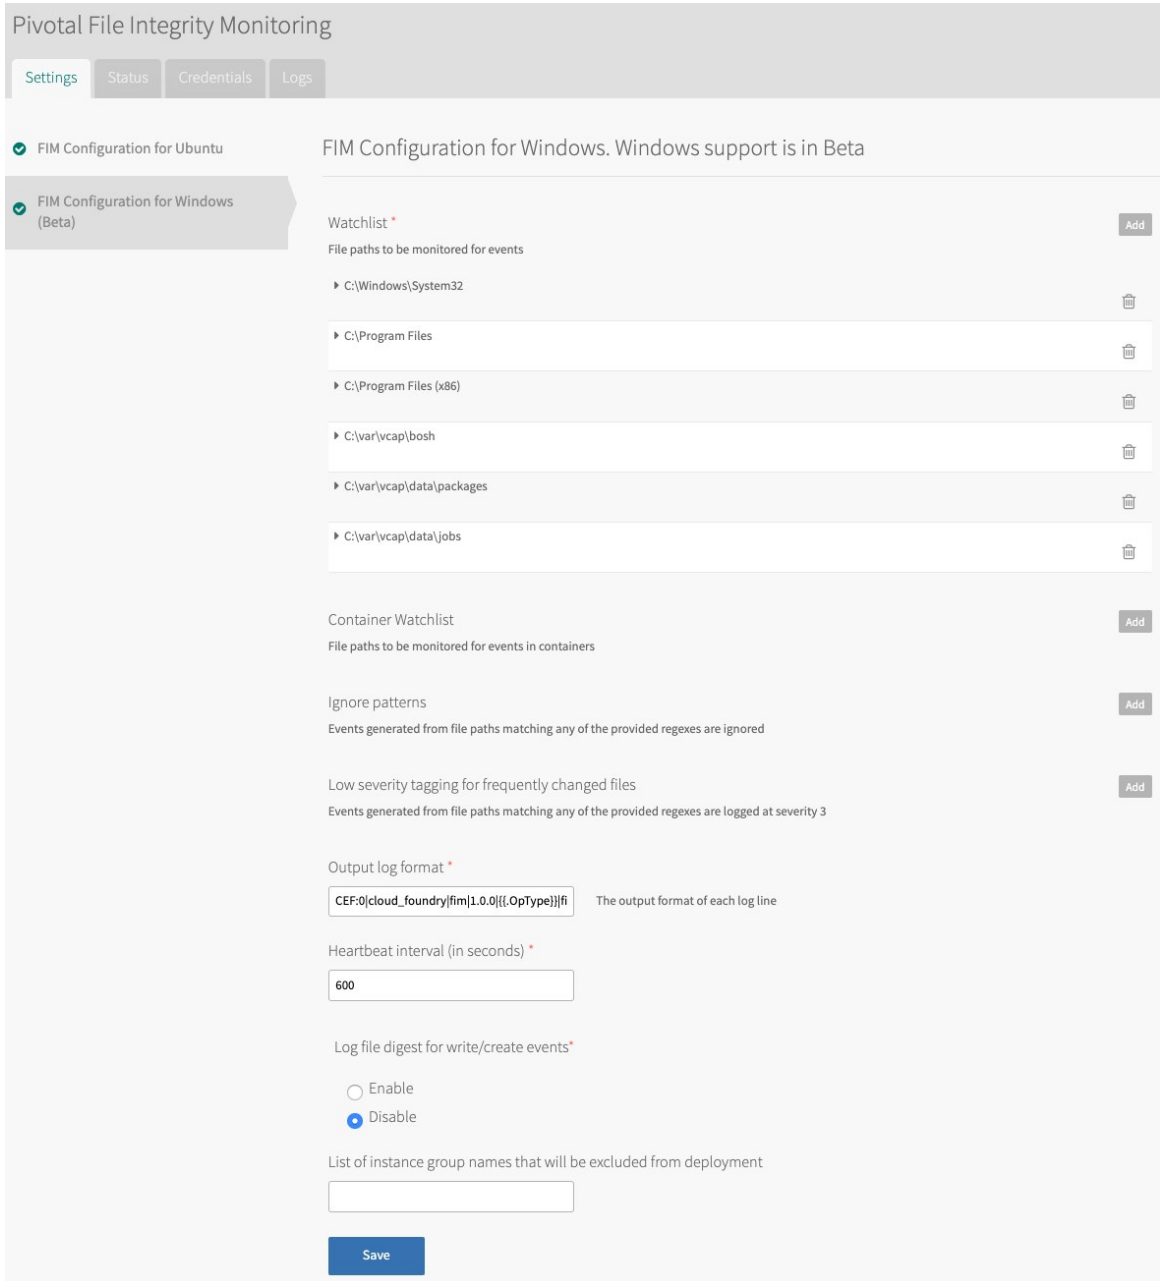 Pivotal File Integrity Monitoring
Settings
Status
Credentials
Logs
FIM Configuration for Ubuntu
FIM Configuration for Windows
(Beta)
FIM Configuration for Windows. Windows support is in Beta
Watchlist *
Add
File paths to be monitored for events
C:\Windows\System32
C:\Program Files
C:\Program Files (x86)
C:\var\vcap\bosh
C:\var\vcap\data\packages
C:\var\vcap\data\jobs
Container Watchlist
Add
File paths to be monitored for events in containers
Ignore patterns
Add
Events generated from file paths matching any of the provided regexes are ignored
Low severity tagging for frequently changed files
Add
Events generated from file paths matching any of the provided regexes are logged at severity 3
Output log format *
CEF:0|cloud_foundry|fim|1.0.0|{{.OpType}}|fi
The output format of each log line
Heartbeat interval (in seconds) *
600
Log file digest for write/create events*
Enable
Disable
List of instance group names that will be excluded from deployment
Save